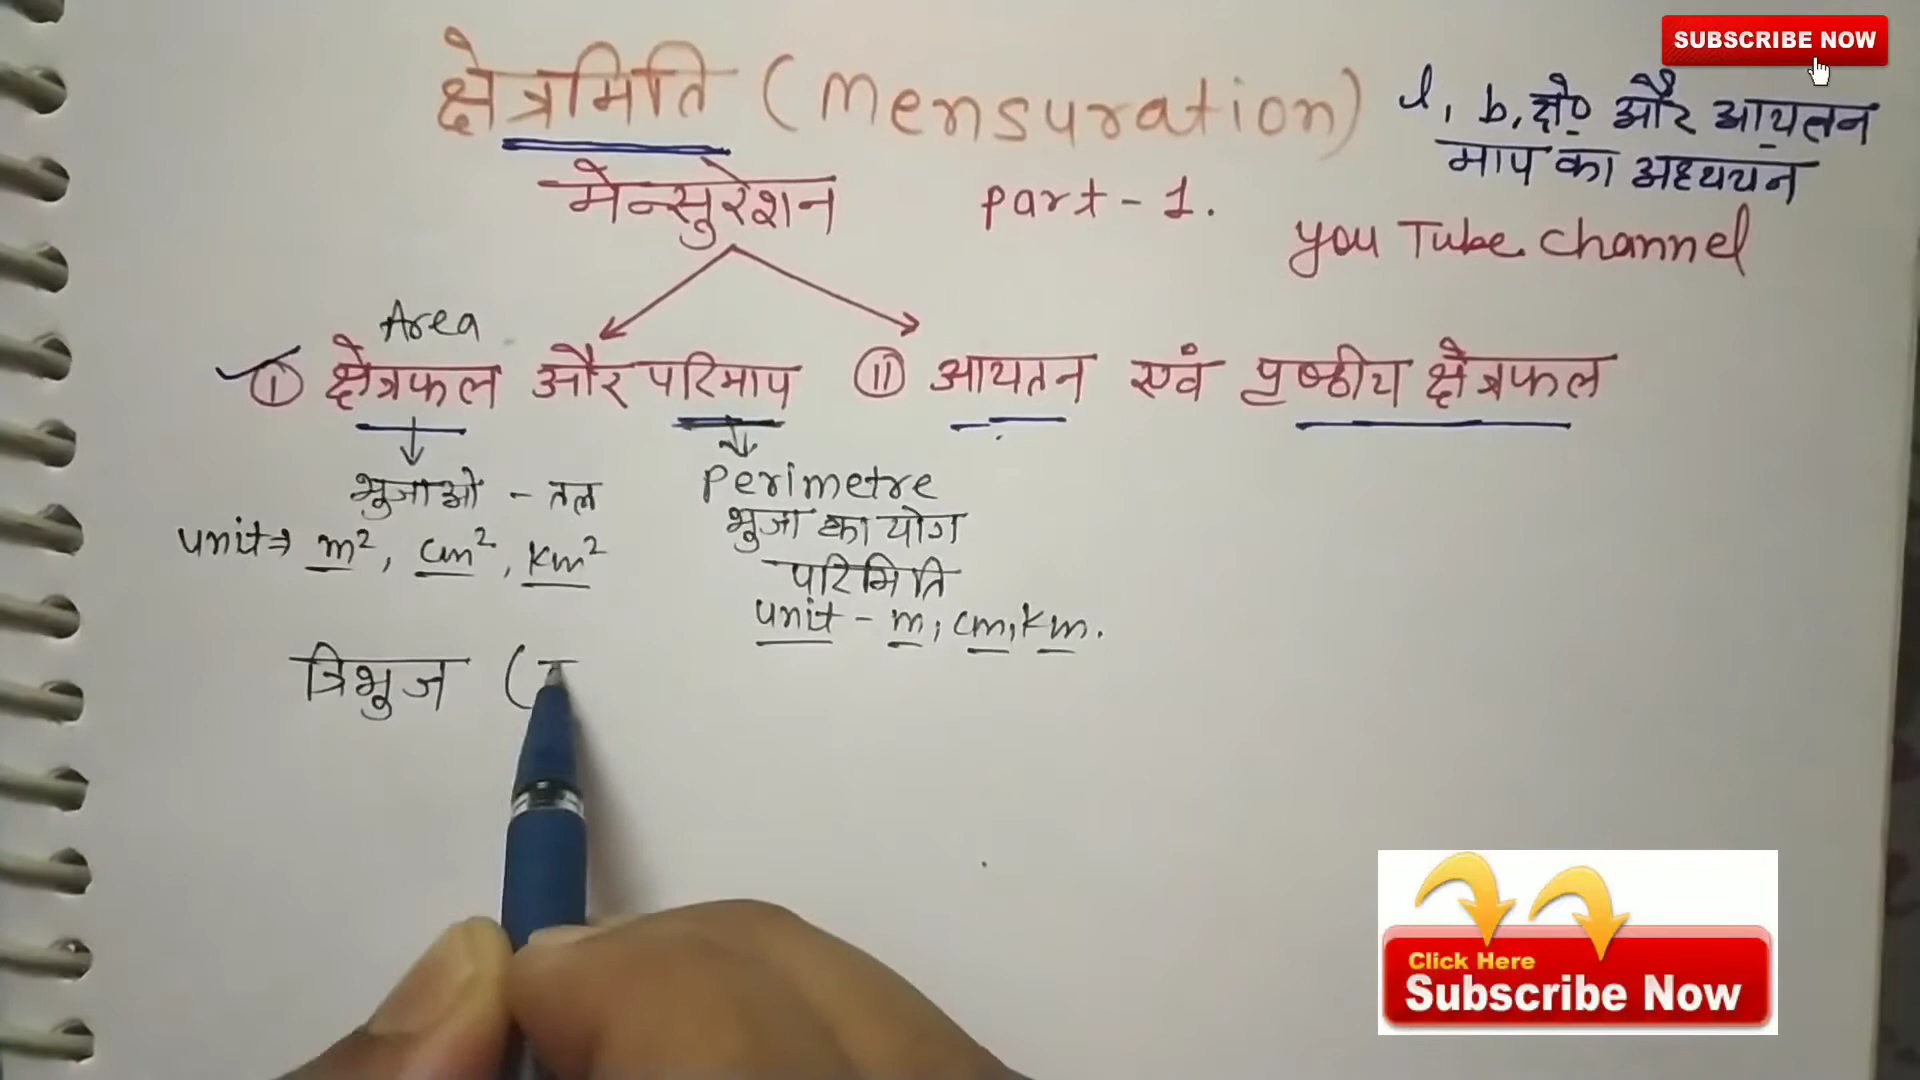 SUBSCRIBE NOW
क्षेत्रमिति (Mensuration)
l, b, क्षे० और आयतन
माप का अध्ययन
मेन्सुरेशन part - 1.
you Tube channel
Area
(I) क्षेत्रफल और परिमाप (II) आयतन एवं पृष्ठीय क्षेत्रफल
भुजाओ - तल
unit⇒ m², cm², km²
Perimetre
भुजा का योग
परिमिति
unit - m, cm, km.
त्रिभुज (
Click Here
Subscribe Now